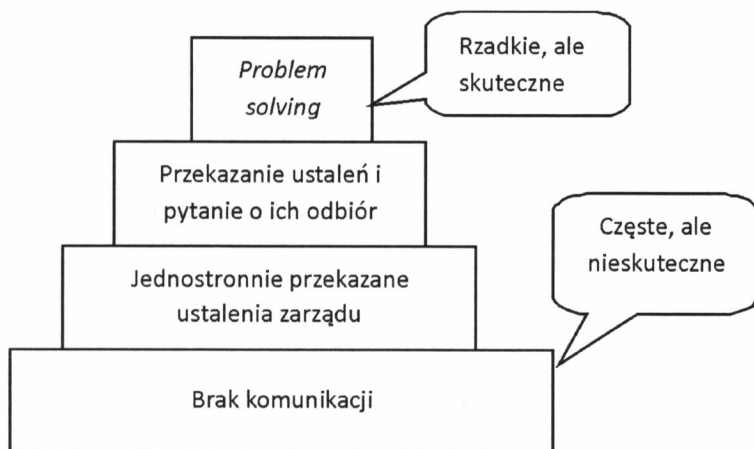 Problem
solving
Rzadkie, ale
skuteczne
Przekazanie ustaleń i
pytanie o ich odbiór
Częste, ale
nieskuteczne
Jednostronnie przekazane
ustalenia zarządu
Brak komunikacji